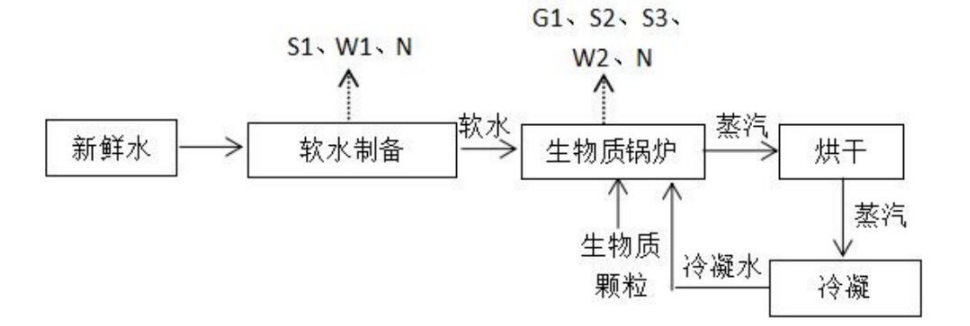 G1、S2、S3、
W2、N
S1、W1、N
新鲜水
软水制备
软水
生物质锅炉
蒸汽
烘干
蒸汽
生物质
颗粒
冷凝水
冷凝